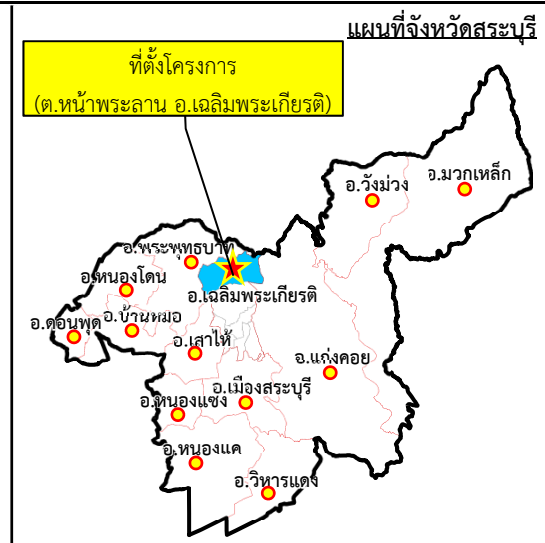 แผนที่จังหวัดสระบุรี
ที่ตั้งโครงการ
(ต.หน้าพระลาน อ.เฉลิมพระเกียรติ)
อ.วังม่วง
อ.มวกเหล็ก
อ.พระพุทธบาท
อ.หนองโดน
อ.เฉลิมพระเกียรติ
อ.ดอนพุด
อ.บ้านหมอ
อ.เสาไห้
อ.แก่งคอย
อ.เมืองสระบุรี
อ.หนองแซง
อ.หนองแค
อ.วิหารแดง